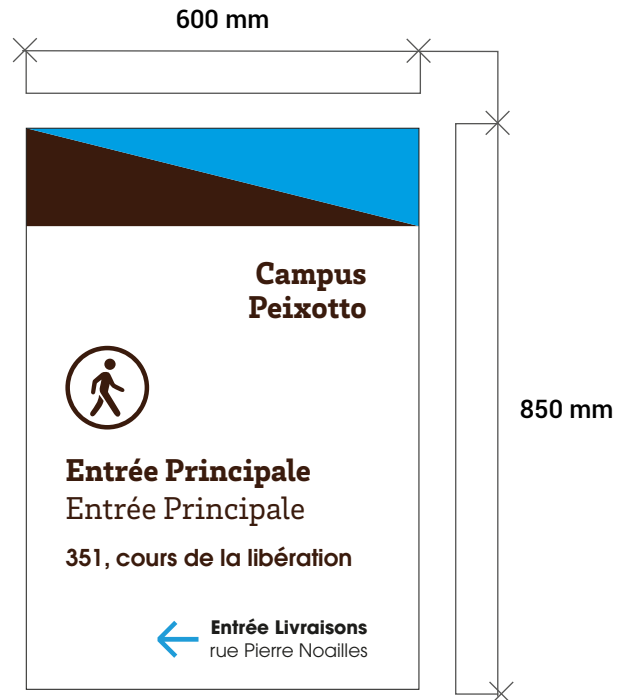 600 mm
Campus
Peixotto
850 mm
Entrée Principale
Entrée Principale
351, cours de la libération
Entrée Livraisons
rue Pierre Noailles